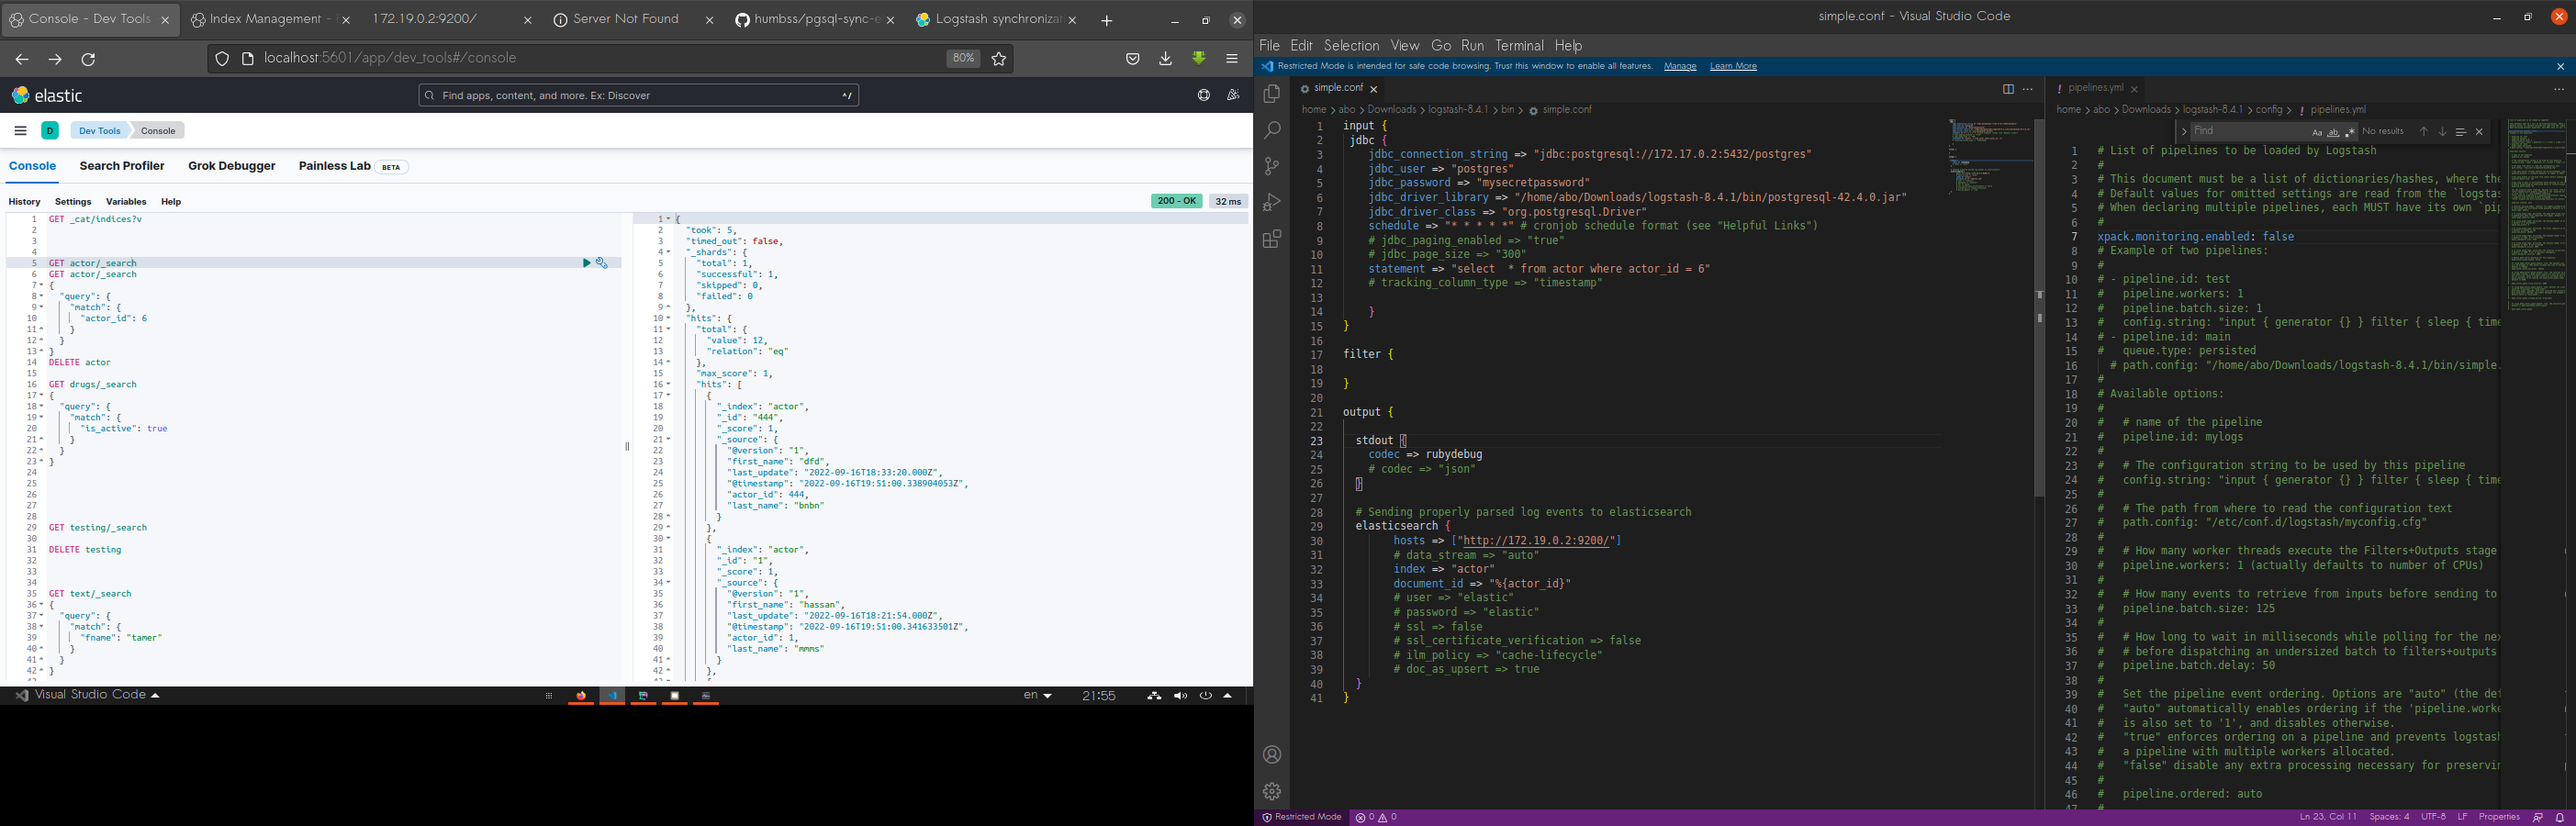 Console - Dev Tools
Index Management -
172.19.0.2:9200/
Server Not Found
humbss/pgsql-sync-e
Logstash synchronizat
localhost:5601/app/dev_tools#/console
80%
elastic
Find apps, content, and more. Ex: Discover
^/
D
Dev Tools
Console
Console
Search Profiler
Grok Debugger
Painless Lab
BETA
History
Settings
Variables
Help
200 - OK
32 ms
1 GET _cat/indices?v
2
3
4
5 GET actor/_search
6 GET actor/_search
7 {
8 "query": {
9 "match": {
10 "actor_id": 6
11 }
12 }
13 }
14 DELETE actor
15
16 GET drugs/_search
17 {
18 "query": {
19 "match": {
20 "is_active": true
21 }
22 }
23 }
24
25
26
27
28
29 GET testing/_search
30
31 DELETE testing
32
33
34
35 GET text/_search
36 {
37 "query": {
38 "match": {
39 "fname": "tamer"
40 }
41 }
42 }
1 {
2 "took": 5,
3 "timed_out": false,
4 "_shards": {
5 "total": 1,
6 "successful": 1,
7 "skipped": 0,
8 "failed": 0
9 },
10 "hits": {
11 "total": {
12 "value": 12,
13 "relation": "eq"
14 },
15 "max_score": 1,
16 "hits": [
17 {
18 "_index": "actor",
19 "_id": "444",
20 "_score": 1,
21 "_source": {
22 "@version": "1",
23 "first_name": "dfd",
24 "last_update": "2022-09-16T18:33:20.000Z",
25 "@timestamp": "2022-09-16T19:51:00.338904053Z",
26 "actor_id": 444,
27 "last_name": "bnbn"
28 }
29 },
30 {
31 "_index": "actor",
32 "_id": "1",
33 "_score": 1,
34 "_source": {
35 "@version": "1",
36 "first_name": "hassan",
37 "last_update": "2022-09-16T18:21:54.000Z",
38 "@timestamp": "2022-09-16T19:51:00.341633501Z",
39 "actor_id": 1,
40 "last_name": "mmms"
41 }
42 },
Visual Studio Code
en
21:55
simple.conf - Visual Studio Code
File Edit Selection View Go Run Terminal Help
Restricted Mode is intended for safe code browsing. Trust this window to enable all features. Manage Learn More
simple.conf
home > abo > Downloads > logstash-8.4.1 > bin > simple.conf
1 input {
2 jdbc {
3 jdbc_connection_string => "jdbc:postgresql://172.17.0.2:5432/postgres"
4 jdbc_user => "postgres"
5 jdbc_password => "mysecretpassword"
6 jdbc_driver_library => "/home/abo/Downloads/logstash-8.4.1/bin/postgresql-42.4.0.jar"
7 jdbc_driver_class => "org.postgresql.Driver"
8 schedule => "* * * * *" # cronjob schedule format (see "Helpful Links")
9 # jdbc_paging_enabled => "true"
10 # jdbc_page_size => "300"
11 statement => "select  * from actor where actor_id = 6"
12 # tracking_column_type => "timestamp"
13
14 }
15 }
16
17 filter {
18
19 }
20
21 output {
22
23 stdout {
24 codec => rubydebug
25 # codec => "json"
26 }
27
28 # Sending properly parsed log events to elasticsearch
29 elasticsearch {
30 hosts => ["http://172.19.0.2:9200/"]
31 # data_stream => "auto"
32 index => "actor"
33 document_id => "%{actor_id}"
34 # user => "elastic"
35 # password => "elastic"
36 # ssl => false
37 # ssl_certificate_verification => false
38 # ilm_policy => "cache-lifecycle"
39 # doc_as_upsert => true
40 }
41 }
pipelines.yml
home > abo > Downloads > logstash-8.4.1 > config > pipelines.yml
Find
Aa
ab
No results
1 # List of pipelines to be loaded by Logstash
2 #
3 # This document must be a list of dictionaries/hashes, where the
4 # Default values for omitted settings are read from the `logstas
5 # When declaring multiple pipelines, each MUST have its own `pip
6 #
7 xpack.monitoring.enabled: false
8 # Example of two pipelines:
9 #
10 # - pipeline.id: test
11 # pipeline.workers: 1
12 # pipeline.batch.size: 1
13 # config.string: "input { generator {} } filter { sleep { time
14 # - pipeline.id: main
15 # queue.type: persisted
16 # path.config: "/home/abo/Downloads/logstash-8.4.1/bin/simple.
17 #
18 # Available options:
19 #
20 # # name of the pipeline
21 # pipeline.id: mylogs
22 #
23 # # The configuration string to be used by this pipeline
24 # config.string: "input { generator {} } filter { sleep { time
25 #
26 # # The path from where to read the configuration text
27 # path.config: "/etc/conf.d/logstash/myconfig.cfg"
28 #
29 # # How many worker threads execute the Filters+Outputs stage
30 # pipeline.workers: 1 (actually defaults to number of CPUs)
31 #
32 # # How many events to retrieve from inputs before sending to
33 # pipeline.batch.size: 125
34 #
35 # # How long to wait in milliseconds while polling for the nex
36 # # before dispatching an undersized batch to filters+outputs
37 # pipeline.batch.delay: 50
38 #
39 # Set the pipeline event ordering. Options are "auto" (the def
40 # "auto" automatically enables ordering if the 'pipeline.worke
41 # is also set to '1', and disables otherwise.
42 # "true" enforces ordering on a pipeline and prevents logstash
43 # a pipeline with multiple workers allocated.
44 # "false" disable any extra processing necessary for preservin
45 #
46 # pipeline.ordered: auto
47 #
Restricted Mode
0
0
Ln 23, Col 11
Spaces: 4
UTF-8
LF
Properties